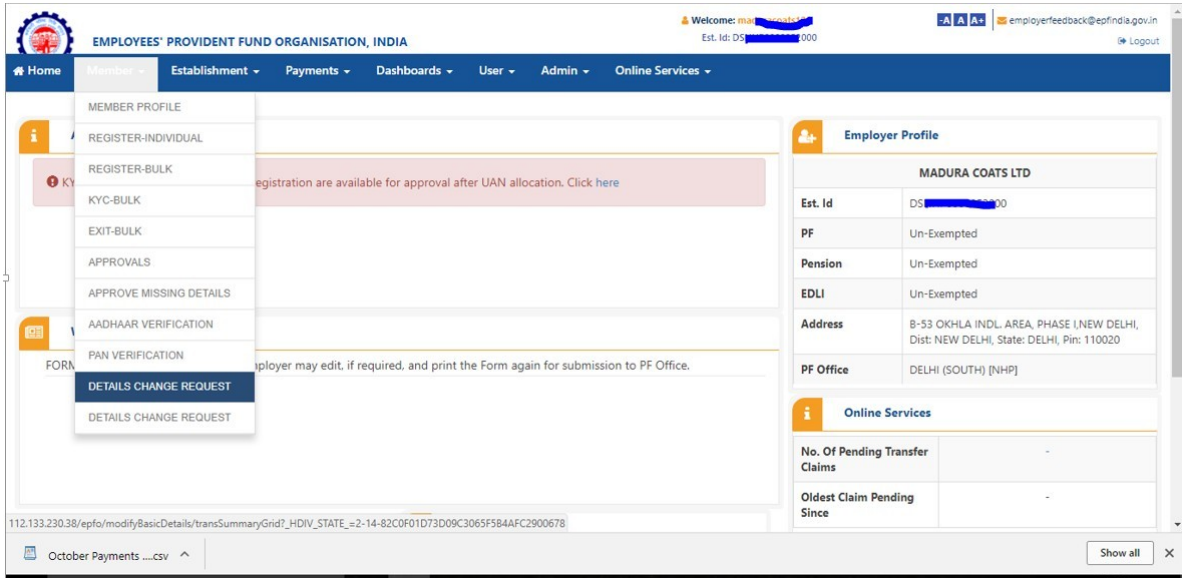 Welcome: mad
-A A A+ employerfeedback@epfindia.gov.in
EMPLOYEES' PROVIDENT FUND ORGANISATION, INDIA
Est. Id: DS 000
Logout
Home Member Establishment Payments Dashboards User Admin Online Services
MEMBER PROFILE
REGISTER-INDIVIDUAL
REGISTER-BULK
KYC-BULK
EXIT-BULK
APPROVALS
APPROVE MISSING DETAILS
AADHAAR VERIFICATION
PAN VERIFICATION
DETAILS CHANGE REQUEST
DETAILS CHANGE REQUEST
KY egistration are available for approval after UAN allocation. Click here
FORM ployer may edit, if required, and print the Form again for submission to PF Office.
Employer Profile
MADURA COATS LTD
Est. Id DS 00
PF Un-Exempted
Pension Un-Exempted
EDLI Un-Exempted
Address B-53 OKHLA INDL. AREA, PHASE I,NEW DELHI,
Dist: NEW DELHI, State: DELHI, Pin: 110020
PF Office DELHI (SOUTH) [NHP]
Online Services
No. Of Pending Transfer -
Claims
Oldest Claim Pending -
Since
112.133.230.38/epfo/modifyBasicDetails/transSummaryGrid?_HDIV_STATE_=2-14-82C0F01D73D09C3065F5B4AFC2900678
October Payments ....csv
Show all